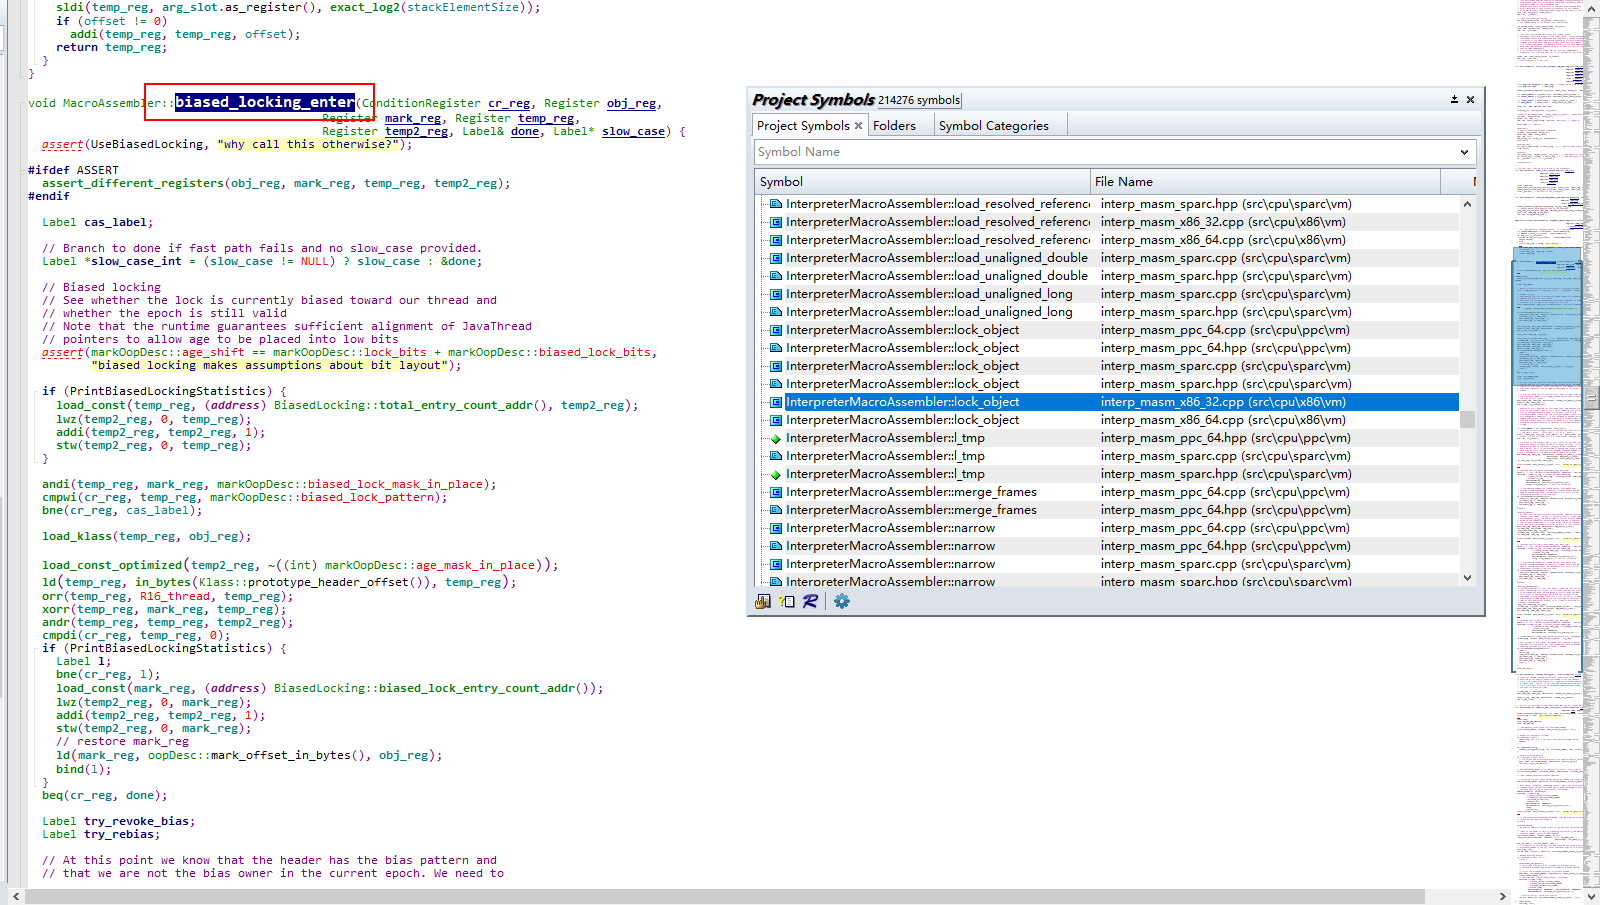 sldi(temp_reg, arg_slot.as_register(), exact_log2(stackElementSize));
if (offset != 0)
addi(temp_reg, temp_reg, offset);
return temp_reg;
}
}
void MacroAssembler::biased_locking_enter(ConditionRegister cr_reg, Register obj_reg,
Register mark_reg, Register temp_reg,
Register temp2_reg, Label& done, Label* slow_case) {
assert(UseBiasedLocking, "why call this otherwise?");
#ifdef ASSERT
assert_different_registers(obj_reg, mark_reg, temp_reg, temp2_reg);
#endif
Label cas_label;
// Branch to done if fast path fails and no slow_case provided.
Label *slow_case_int = (slow_case != NULL) ? slow_case : &done;
// Biased locking
// See whether the lock is currently biased toward our thread and
// whether the epoch is still valid
// Note that the runtime guarantees sufficient alignment of JavaThread
// pointers to allow age to be placed into low bits
assert(markOopDesc::age_shift == markOopDesc::lock_bits + markOopDesc::biased_lock_bits,
"biased locking makes assumptions about bit layout");
if (PrintBiasedLockingStatistics) {
load_const(temp_reg, (address) BiasedLocking::total_entry_count_addr(), temp2_reg);
lwz(temp2_reg, 0, temp_reg);
addi(temp2_reg, temp2_reg, 1);
stw(temp2_reg, 0, temp_reg);
}
andi(temp_reg, mark_reg, markOopDesc::biased_lock_mask_in_place);
cmpwi(cr_reg, temp_reg, markOopDesc::biased_lock_pattern);
bne(cr_reg, cas_label);
load_klass(temp_reg, obj_reg);
load_const_optimized(temp2_reg, ~((int) markOopDesc::age_mask_in_place));
ld(temp_reg, in_bytes(Klass::prototype_header_offset()), temp_reg);
orr(temp_reg, R16_thread, temp_reg);
xorr(temp_reg, mark_reg, temp_reg);
andr(temp_reg, temp_reg, temp2_reg);
cmpdi(cr_reg, temp_reg, 0);
if (PrintBiasedLockingStatistics) {
Label l;
bne(cr_reg, l);
load_const(mark_reg, (address) BiasedLocking::biased_lock_entry_count_addr());
lwz(temp2_reg, 0, mark_reg);
addi(temp2_reg, temp2_reg, 1);
stw(temp2_reg, 0, mark_reg);
// restore mark_reg
ld(mark_reg, oopDesc::mark_offset_in_bytes(), obj_reg);
bind(l);
}
beq(cr_reg, done);
Label try_revoke_bias;
Label try_rebias;
// At this point we know that the header has the bias pattern and
// that we are not the bias owner in the current epoch. We need to
Project Symbols 214276 symbols
Project Symbols Folders Symbol Categories
Symbol Name
Symbol File Name
InterpreterMacroAssembler::load_resolved_reference interp_masm_sparc.hpp (src\cpu\sparc\vm)
InterpreterMacroAssembler::load_resolved_reference interp_masm_x86_32.cpp (src\cpu\x86\vm)
InterpreterMacroAssembler::load_resolved_reference interp_masm_x86_64.cpp (src\cpu\x86\vm)
InterpreterMacroAssembler::load_unaligned_double interp_masm_sparc.cpp (src\cpu\sparc\vm)
InterpreterMacroAssembler::load_unaligned_double interp_masm_sparc.hpp (src\cpu\sparc\vm)
InterpreterMacroAssembler::load_unaligned_long interp_masm_sparc.cpp (src\cpu\sparc\vm)
InterpreterMacroAssembler::load_unaligned_long interp_masm_sparc.hpp (src\cpu\sparc\vm)
InterpreterMacroAssembler::lock_object interp_masm_ppc_64.cpp (src\cpu\ppc\vm)
InterpreterMacroAssembler::lock_object interp_masm_ppc_64.hpp (src\cpu\ppc\vm)
InterpreterMacroAssembler::lock_object interp_masm_sparc.cpp (src\cpu\sparc\vm)
InterpreterMacroAssembler::lock_object interp_masm_sparc.hpp (src\cpu\sparc\vm)
InterpreterMacroAssembler::lock_object interp_masm_x86_32.cpp (src\cpu\x86\vm)
InterpreterMacroAssembler::lock_object interp_masm_x86_64.cpp (src\cpu\x86\vm)
InterpreterMacroAssembler::l_tmp interp_masm_ppc_64.hpp (src\cpu\ppc\vm)
InterpreterMacroAssembler::l_tmp interp_masm_sparc.cpp (src\cpu\sparc\vm)
InterpreterMacroAssembler::l_tmp interp_masm_sparc.hpp (src\cpu\sparc\vm)
InterpreterMacroAssembler::merge_frames interp_masm_ppc_64.cpp (src\cpu\ppc\vm)
InterpreterMacroAssembler::merge_frames interp_masm_ppc_64.hpp (src\cpu\ppc\vm)
InterpreterMacroAssembler::narrow interp_masm_ppc_64.cpp (src\cpu\ppc\vm)
InterpreterMacroAssembler::narrow interp_masm_ppc_64.hpp (src\cpu\ppc\vm)
InterpreterMacroAssembler::narrow interp_masm_sparc.cpp (src\cpu\sparc\vm)
InterpreterMacroAssembler::narrow interp_masm_sparc.hpp (src\cpu\sparc\vm)